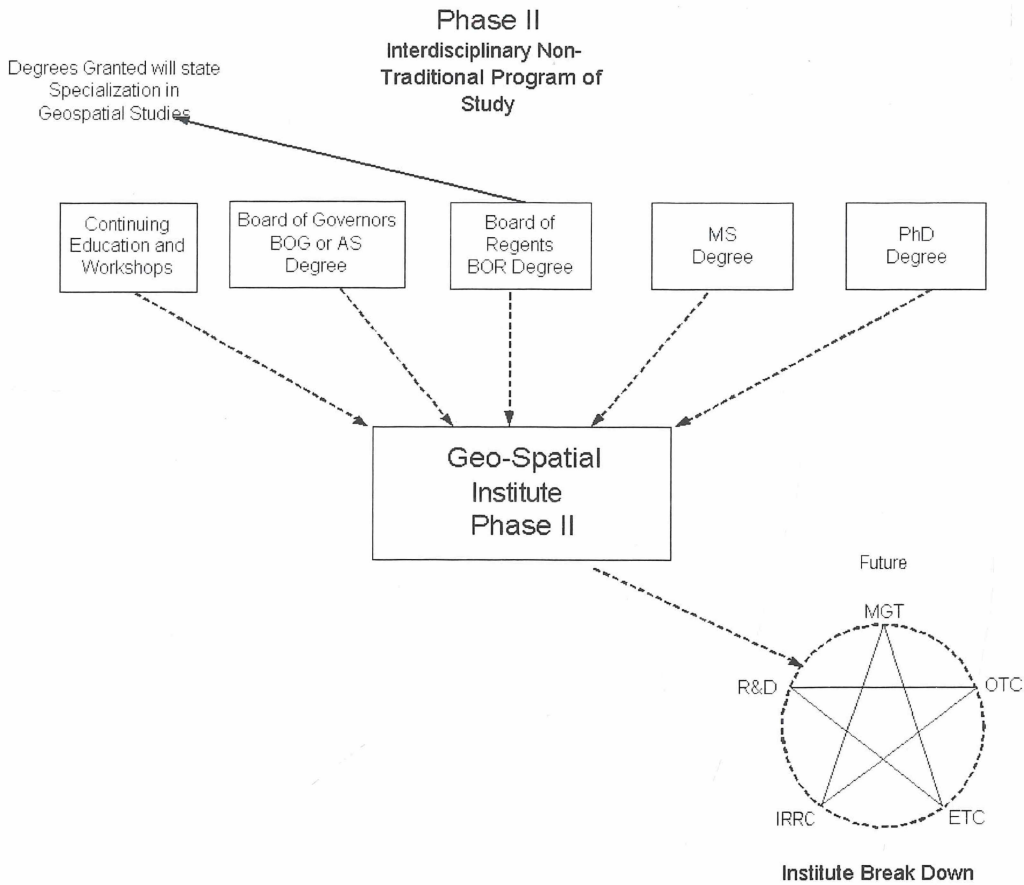 Phase II
Interdisciplinary Non-
Traditional Program of
Study
Degrees Granted will state
Specialization in
Geospatial Studies
Continuing
Education and
Workshops
Board of Governors
BOG or AS
Degree
Board of
Regents
BOR Degree
MS
Degree
PhD
Degree
Geo-Spatial
Institute
Phase II
Future
MGT
R&D
OTC
IRRC
ETC
Institute Break Down